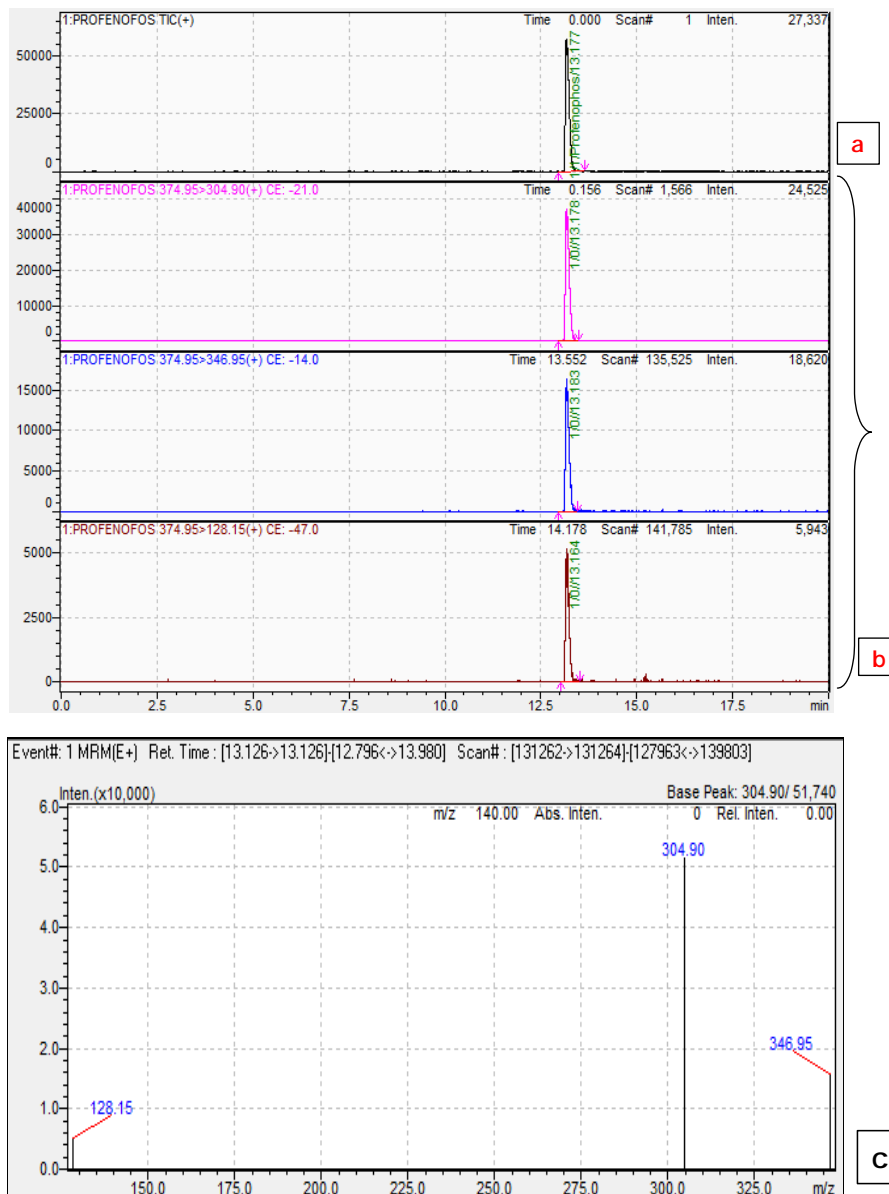 1:PROFENOFOS TIC(+) Time 0.000 Scan# 1 Inten. 27,337
50000
25000
0
1/1/Profenophos/13.177
a
1:PROFENOFOS 374.95>304.90(+) CE: -21.0 Time 0.156 Scan# 1,566 Inten. 24,525
40000
30000
20000
10000
0
1/0//13.178
1:PROFENOFOS 374.95>346.95(+) CE: -14.0 Time 13.552 Scan# 135,525 Inten. 18,620
15000
10000
5000
0
1/0//13.183
1:PROFENOFOS 374.95>128.15(+) CE: -47.0 Time 14.178 Scan# 141,785 Inten. 5,943
5000
2500
0
1/0//13.164
b
0.0 2.5 5.0 7.5 10.0 12.5 15.0 17.5 min
Event#: 1 MRM(E+) Ret. Time : [13.126->13.126]-[12.796<->13.980] Scan# : [131262->131264]-[127963<->139803]
Inten.(x10,000) Base Peak: 304.90/ 51,740
m/z 140.00 Abs. Inten. 0 Rel. Inten. 0.00
6.0
5.0
4.0
3.0
2.0
1.0
0.0
304.90
346.95
128.15
C
150.0 175.0 200.0 225.0 250.0 275.0 300.0 325.0 m/z